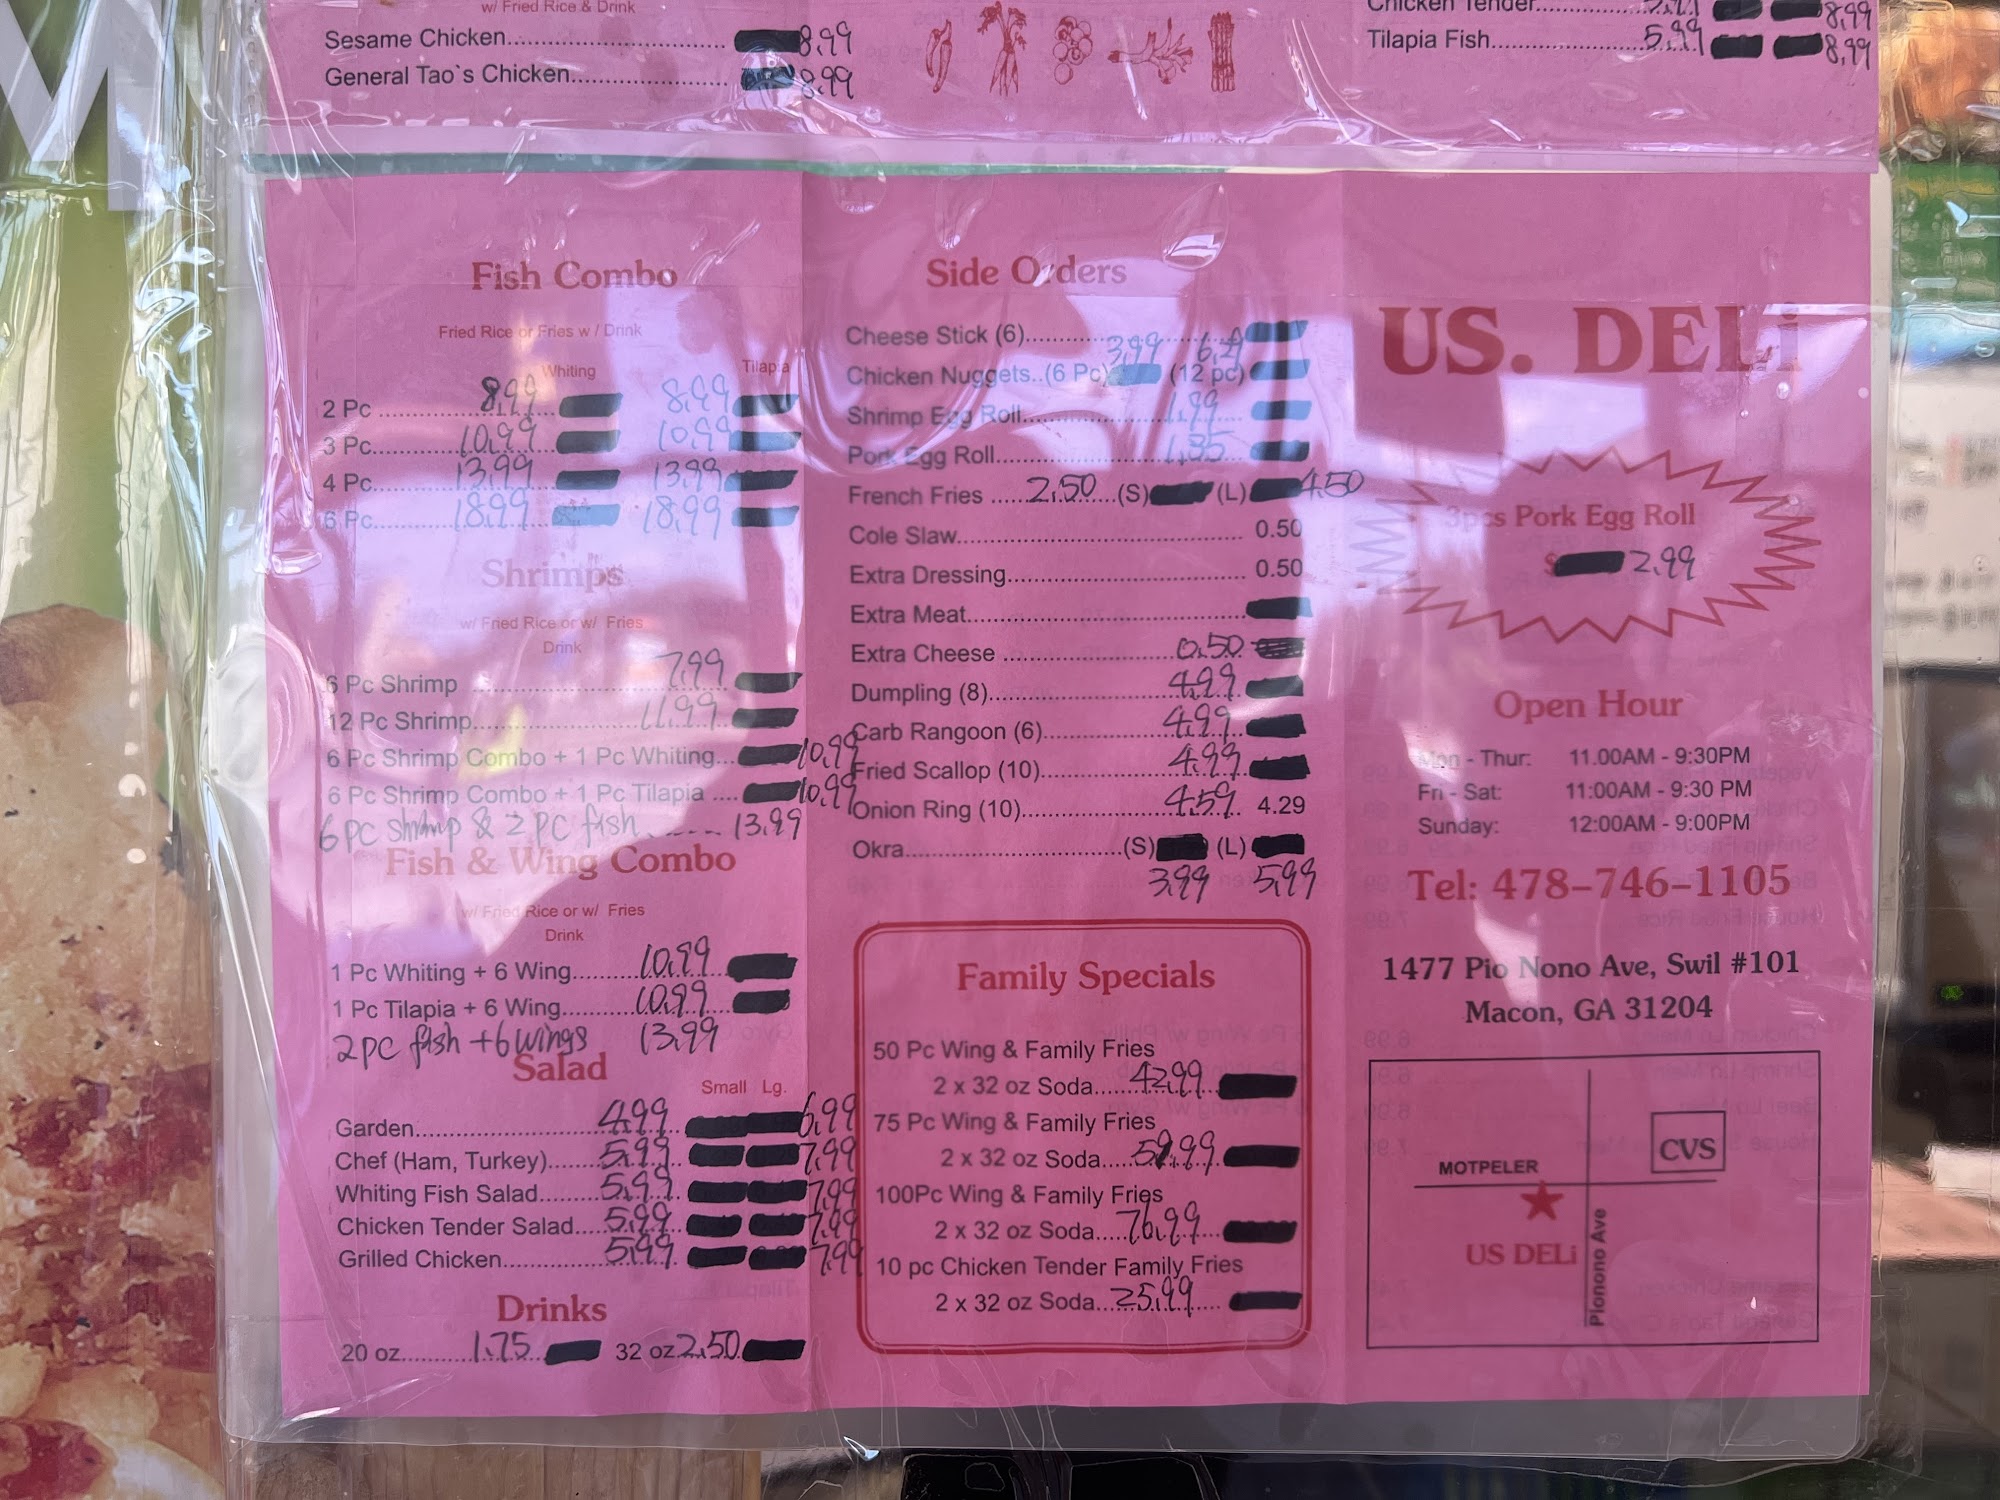 w/ Fried Rice & Drink
Sesame Chicken 8.99
General Tao`s Chicken 8.99
Chicken Tender 8.99
Tilapia Fish 5.99 8.99
Fish Combo
Fried Rice or Fries w / Drink
Whiting Tilapia
2 Pc 8.99 8.99
3 Pc 10.99 10.99
4 Pc 13.99 13.99
6 Pc 18.99 18.99
Shrimps
w/ Fried Rice or w/ Fries
Drink
6 Pc Shrimp 7.99
12 Pc Shrimp 11.99
6 Pc Shrimp Combo + 1 Pc Whiting 10.99
6 Pc Shrimp Combo + 1 Pc Tilapia 10.99
6 pc shrimp & 2 pc fish 13.99
Fish & Wing Combo
w/ Fried Rice or w/ Fries
Drink
1 Pc Whiting + 6 Wing 10.99
1 Pc Tilapia + 6 Wing 10.99
2 pc fish + 6 wings 13.99
Salad
Small Lg.
Garden 4.99 6.99
Chef (Ham, Turkey) 5.99 7.99
Whiting Fish Salad 5.99 7.99
Chicken Tender Salad 5.99 7.99
Grilled Chicken 5.99 7.99
Drinks
20 oz 1.75 32 oz 2.50
Side Orders
Cheese Stick (6)
3.99
Chicken Nuggets..(6 Pc) (12 pc)
Shrimp Egg Roll 1.99
Pork Egg Roll 1.85
French Fries 2.50 (S) (L) 4.50
Cole Slaw 0.50
Extra Dressing 0.50
Extra Meat
Extra Cheese 0.50
Dumpling (8) 4.99
Carb Rangoon (6) 4.99
Fried Scallop (10) 4.99
Onion Ring (10) 4.59 4.29
Okra (S) (L)
3.99 5.99
Family Specials
50 Pc Wing & Family Fries
2 x 32 oz Soda 42.99
75 Pc Wing & Family Fries
2 x 32 oz Soda 59.99
100Pc Wing & Family Fries
2 x 32 oz Soda 76.99
10 pc Chicken Tender Family Fries
2 x 32 oz Soda 25.99
US. DELi
3pcs Pork Egg Roll
$ 2.99
Open Hour
Mon - Thur: 11.00AM - 9:30PM
Fri - Sat: 11:00AM - 9:30 PM
Sunday: 12:00AM - 9:00PM
Tel: 478-746-1105
1477 Pio Nono Ave, Swil #101
Macon, GA 31204
CVS
MOTPELER
US DELi
Pionono Ave